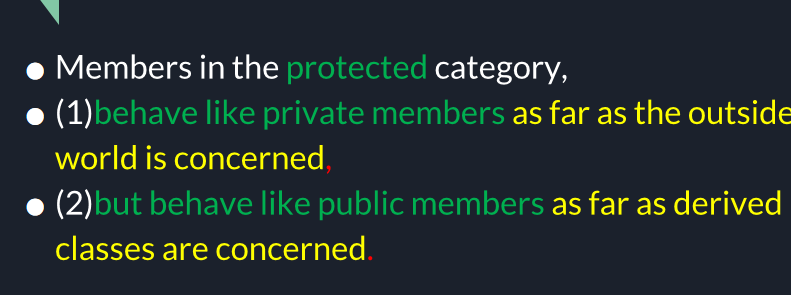 ● Members in the protected category,
● (1)behave like private members as far as the outside
world is concerned,
● (2)but behave like public members as far as derived
classes are concerned.